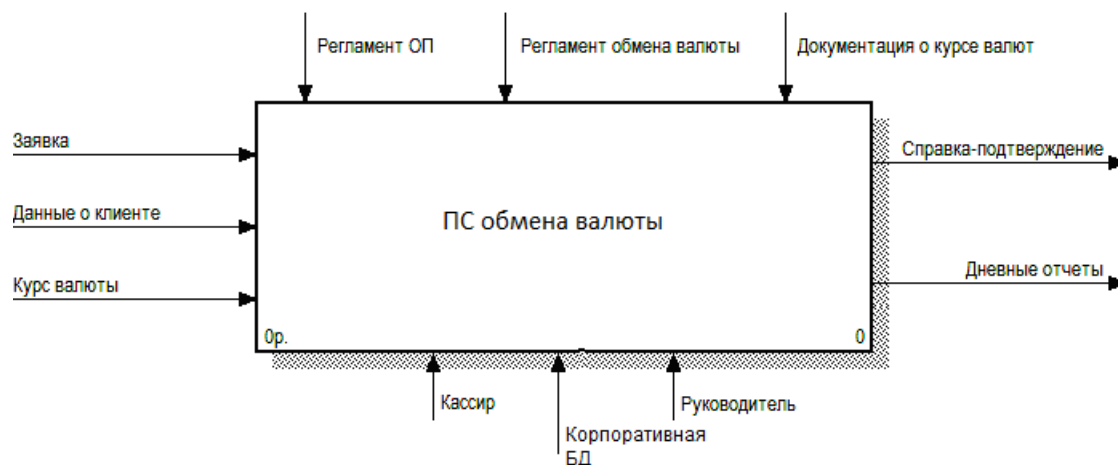 Регламент ОП
Регламент обмена валюты
Документация о курсе валют
Заявка
Справка-подтверждение
Данные о клиенте
ПС обмена валюты
Дневные отчеты
Курс валюты
0р.
0
Кассир
Руководитель
Корпоративная
БД